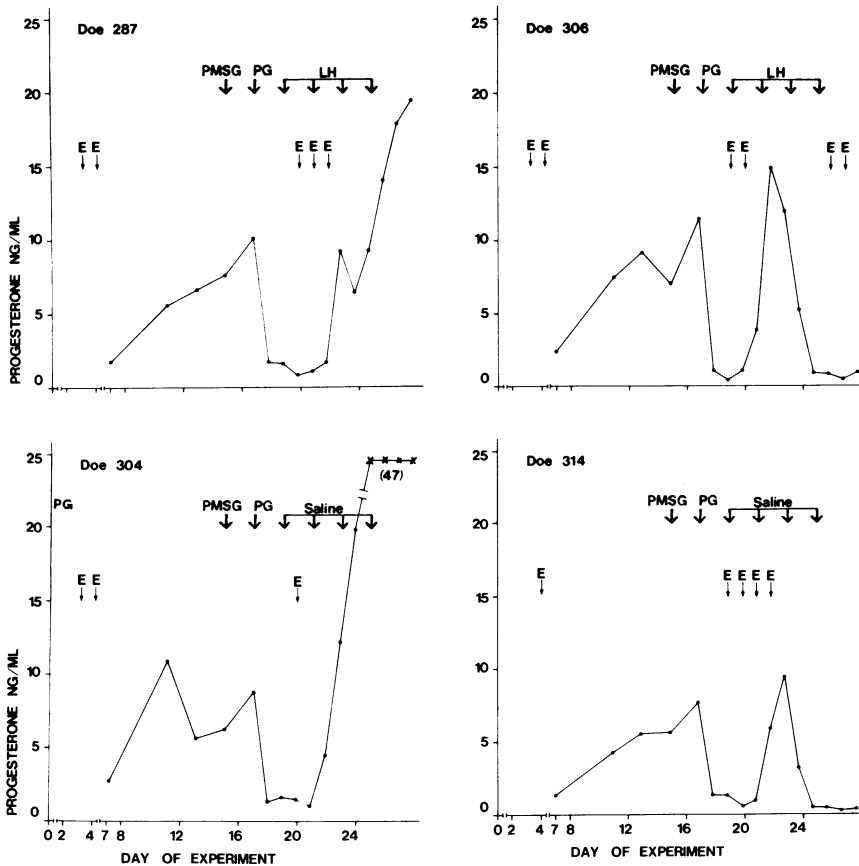 Doe 287
PMSG PG LH
E E
E E E
25
20
15
10
5
0
PROGESTERONE NG/ML
Doe 306
PMSG PG LH
E E
E E
E E
25
20
15
10
5
0
Doe 304
PG
PMSG PG Saline
(47)
E E
E
25
20
15
10
5
0
PROGESTERONE NG/ML
0 2 4 7 8 12 16 20 24
DAY OF EXPERIMENT
Doe 314
PMSG PG Saline
E
E E E E
25
20
15
10
5
0
0 2 4 7 8 12 16 20 24
DAY OF EXPERIMENT